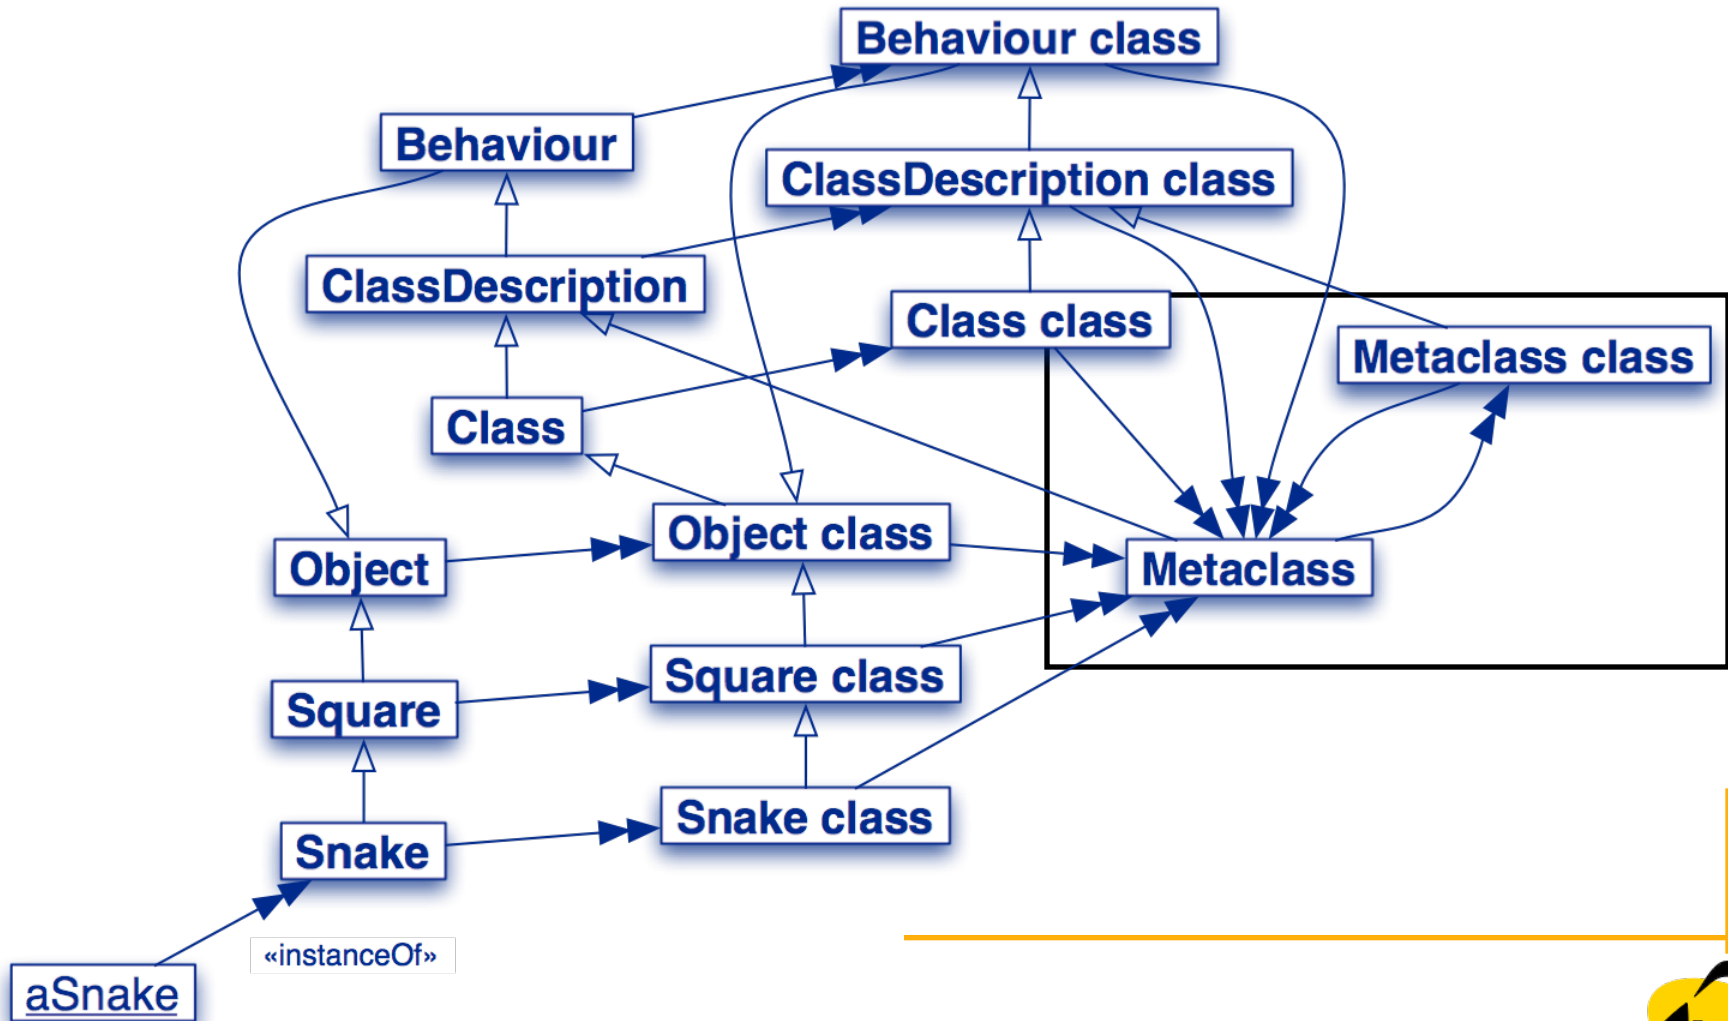 Behaviour class
Behaviour
ClassDescription class
ClassDescription
Class class
Metaclass class
Class
Object class
Object
Metaclass
Square class
Square
Snake class
Snake
«instanceOf»
aSnake